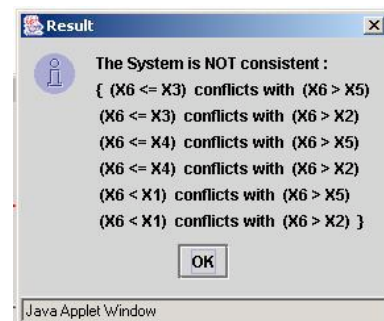 Result
The System is NOT consistent :
{ (X6 <= X3) conflicts with (X6 > X5)
(X6 <= X3) conflicts with (X6 > X2)
(X6 <= X4) conflicts with (X6 > X5)
(X6 <= X4) conflicts with (X6 > X2)
(X6 < X1) conflicts with (X6 > X5)
(X6 < X1) conflicts with (X6 > X2) }
OK
Java Applet Window